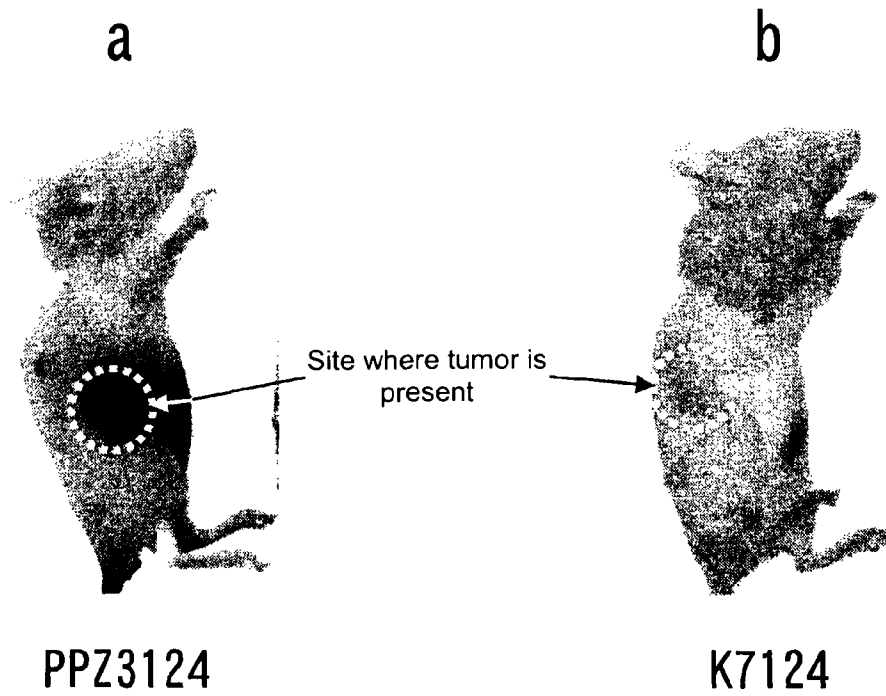 a
b
Site where tumor is
present
PPZ3124
K7124